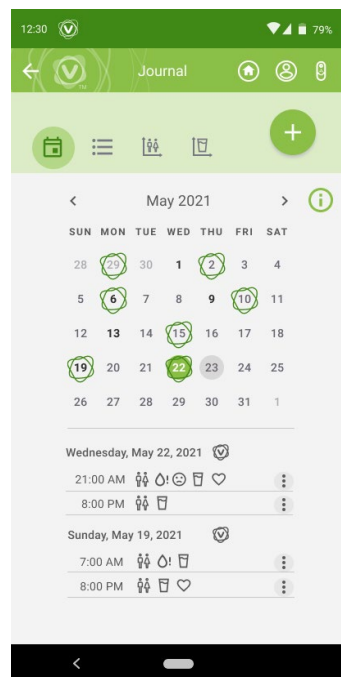 12:30 79%
Journal
May 2021
SUN MON TUE WED THU FRI SAT
28 29 30 1 2 3 4
5 6 7 8 9 10 11
12 13 14 15 16 17 18
19 20 21 22 23 24 25
26 27 28 29 30 31 1
Wednesday, May 22, 2021
21:00 AM
8:00 PM
Sunday, May 19, 2021
7:00 AM
8:00 PM